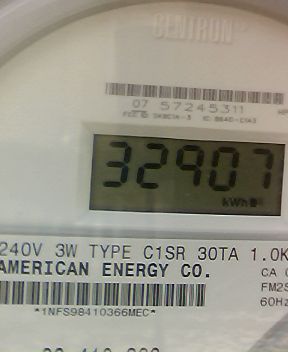 CENTRON
07 57245311
32907
kWh
240V 3W TYPE C1SR 30TA 1.0K
AMERICAN ENERGY CO.
CA
FM2S
60Hz
*1NFS98410366MEC*